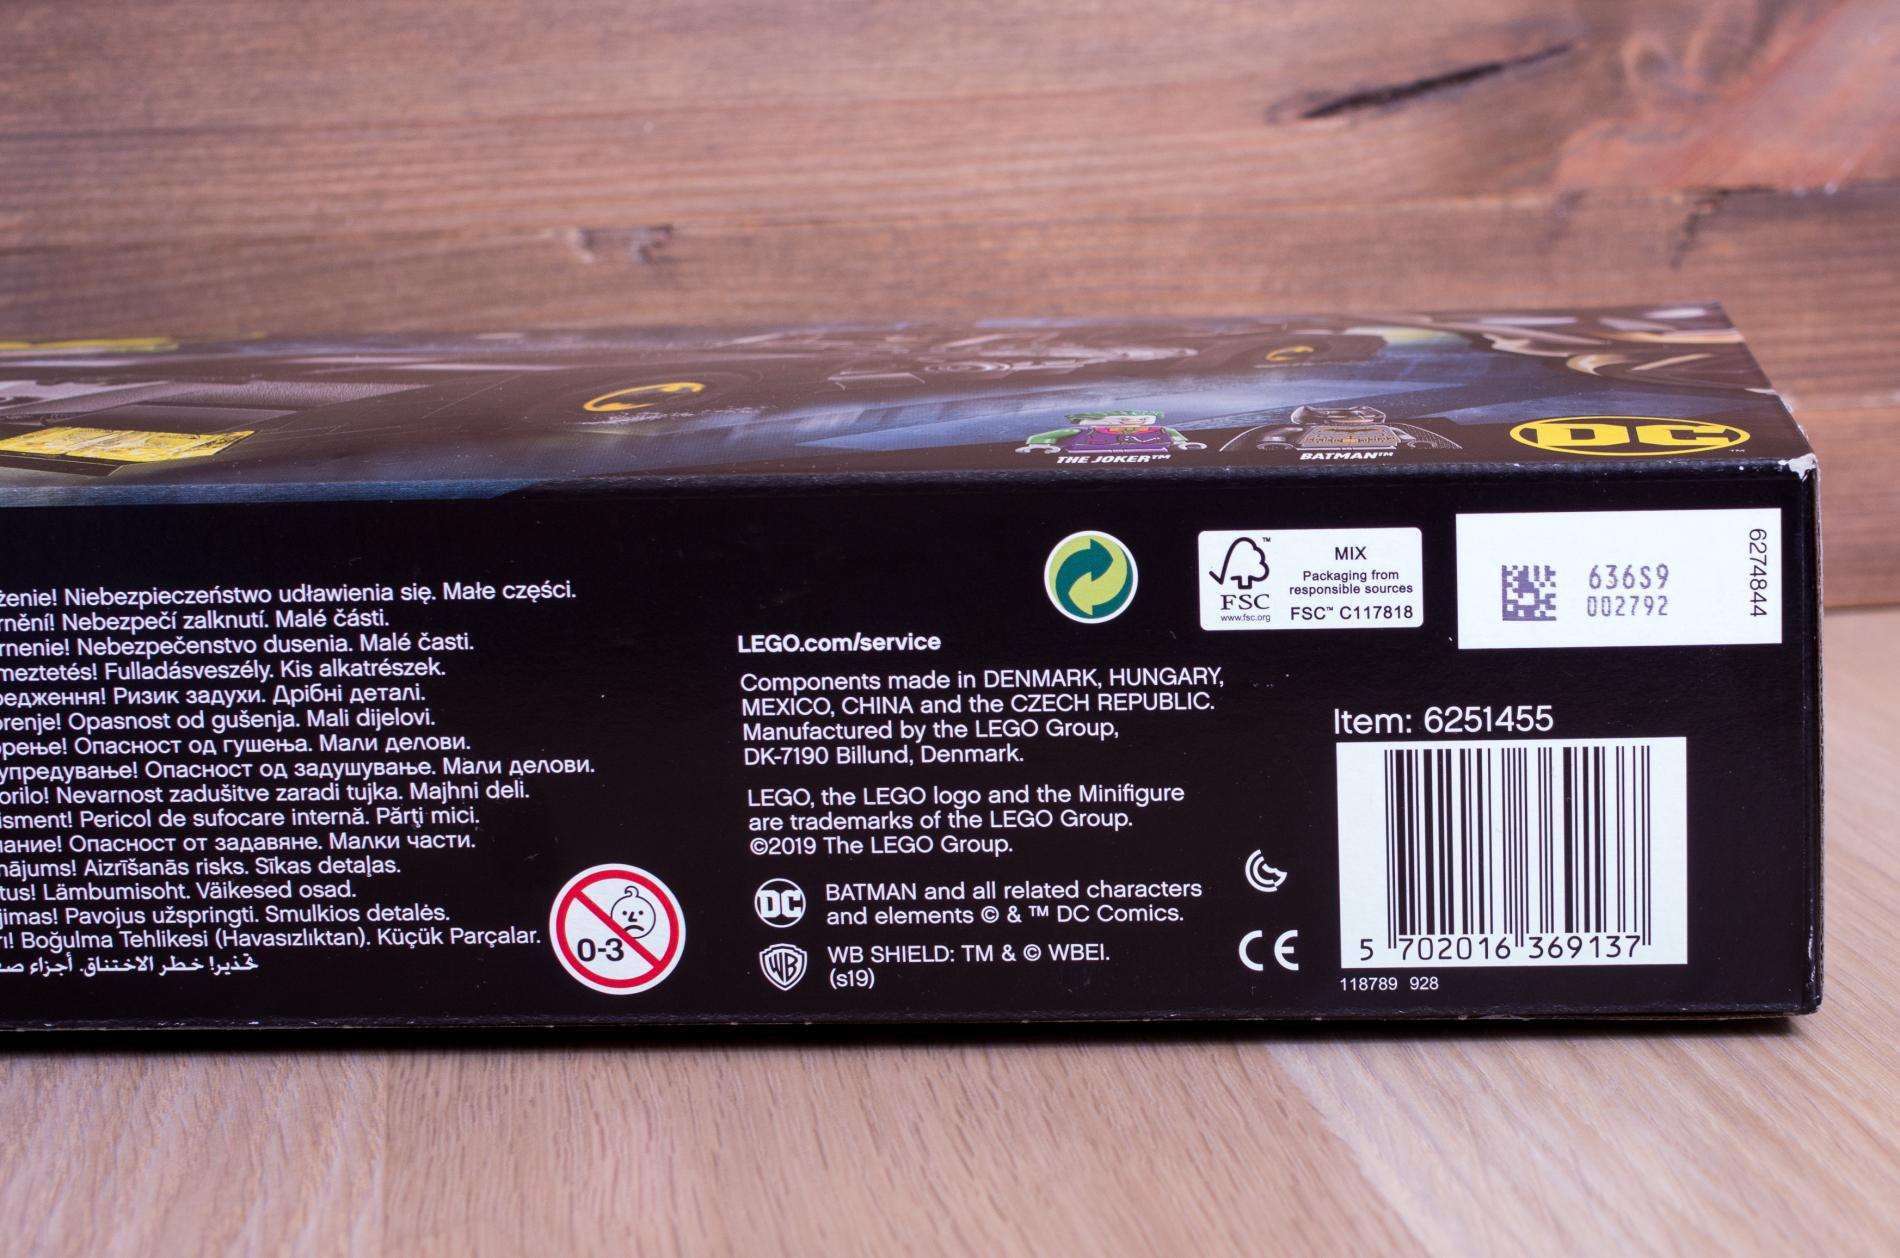 THE JOKER™
BATMAN™
DC™
żenie! Niebezpieczeństwo udławienia się. Małe części.
rnění! Nebezpečí zalknutí. Malé části.
rnenie! Nebezpečenstvo dusenia. Malé časti.
meztetés! Fulladásveszély. Kis alkatrészek.
редження! Ризик задухи. Дрібні деталі.
orenje! Opasnost od gušenja. Mali dijelovi.
орење! Опасност од гушења. Мали делови.
упредување! Опасност од задушување. Мали делови.
orilo! Nevarnost zadušitve zaradi tujka. Majhni deli.
isment! Pericol de sufocare internă. Părți mici.
ание! Опасност от задавяне. Малки части.
nājums! Aizrīšanās risks. Sīkas detaļas.
tus! Lämbumisoht. Väikesed osad.
jimas! Pavojus užspringti. Smulkios detalės.
rı! Boğulma Tehlikesi (Havasızlıktan). Küçük Parçalar.
تحذير! خطر الاختناق. أجزاء صغ
0-3
LEGO.com/service
Components made in DENMARK, HUNGARY,
MEXICO, CHINA and the CZECH REPUBLIC.
Manufactured by the LEGO Group,
DK-7190 Billund, Denmark.
LEGO, the LEGO logo and the Minifigure
are trademarks of the LEGO Group.
©2019 The LEGO Group.
DC
BATMAN and all related characters
and elements © & ™ DC Comics.
WB
WB SHIELD: TM & © WBEI.
(s19)
FSC™
www.fsc.org
MIX
Packaging from
responsible sources
FSC™ C117818
636S9
002792
6274844
Item: 6251455
CE
5 702016 369137
118789 928